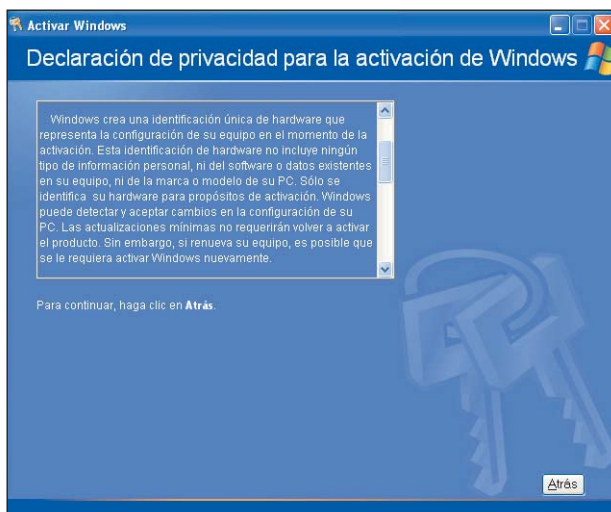 Activar Windows
Declaración de privacidad para la activación de Windows
Windows crea una identificación única de hardware que
representa la configuración de su equipo en el momento de la
activación. Esta identificación de hardware no incluye ningún
tipo de información personal, ni del software o datos existentes
en su equipo, ni de la marca o modelo de su PC. Sólo se
identifica su hardware para propósitos de activación. Windows
puede detectar y aceptar cambios en la configuración de su
PC. Las actualizaciones mínimas no requerirán volver a activar
el producto. Sin embargo, si renueva su equipo, es posible que
se le requiera activar Windows nuevamente.
Para continuar, haga clic en Atrás.
Atrás